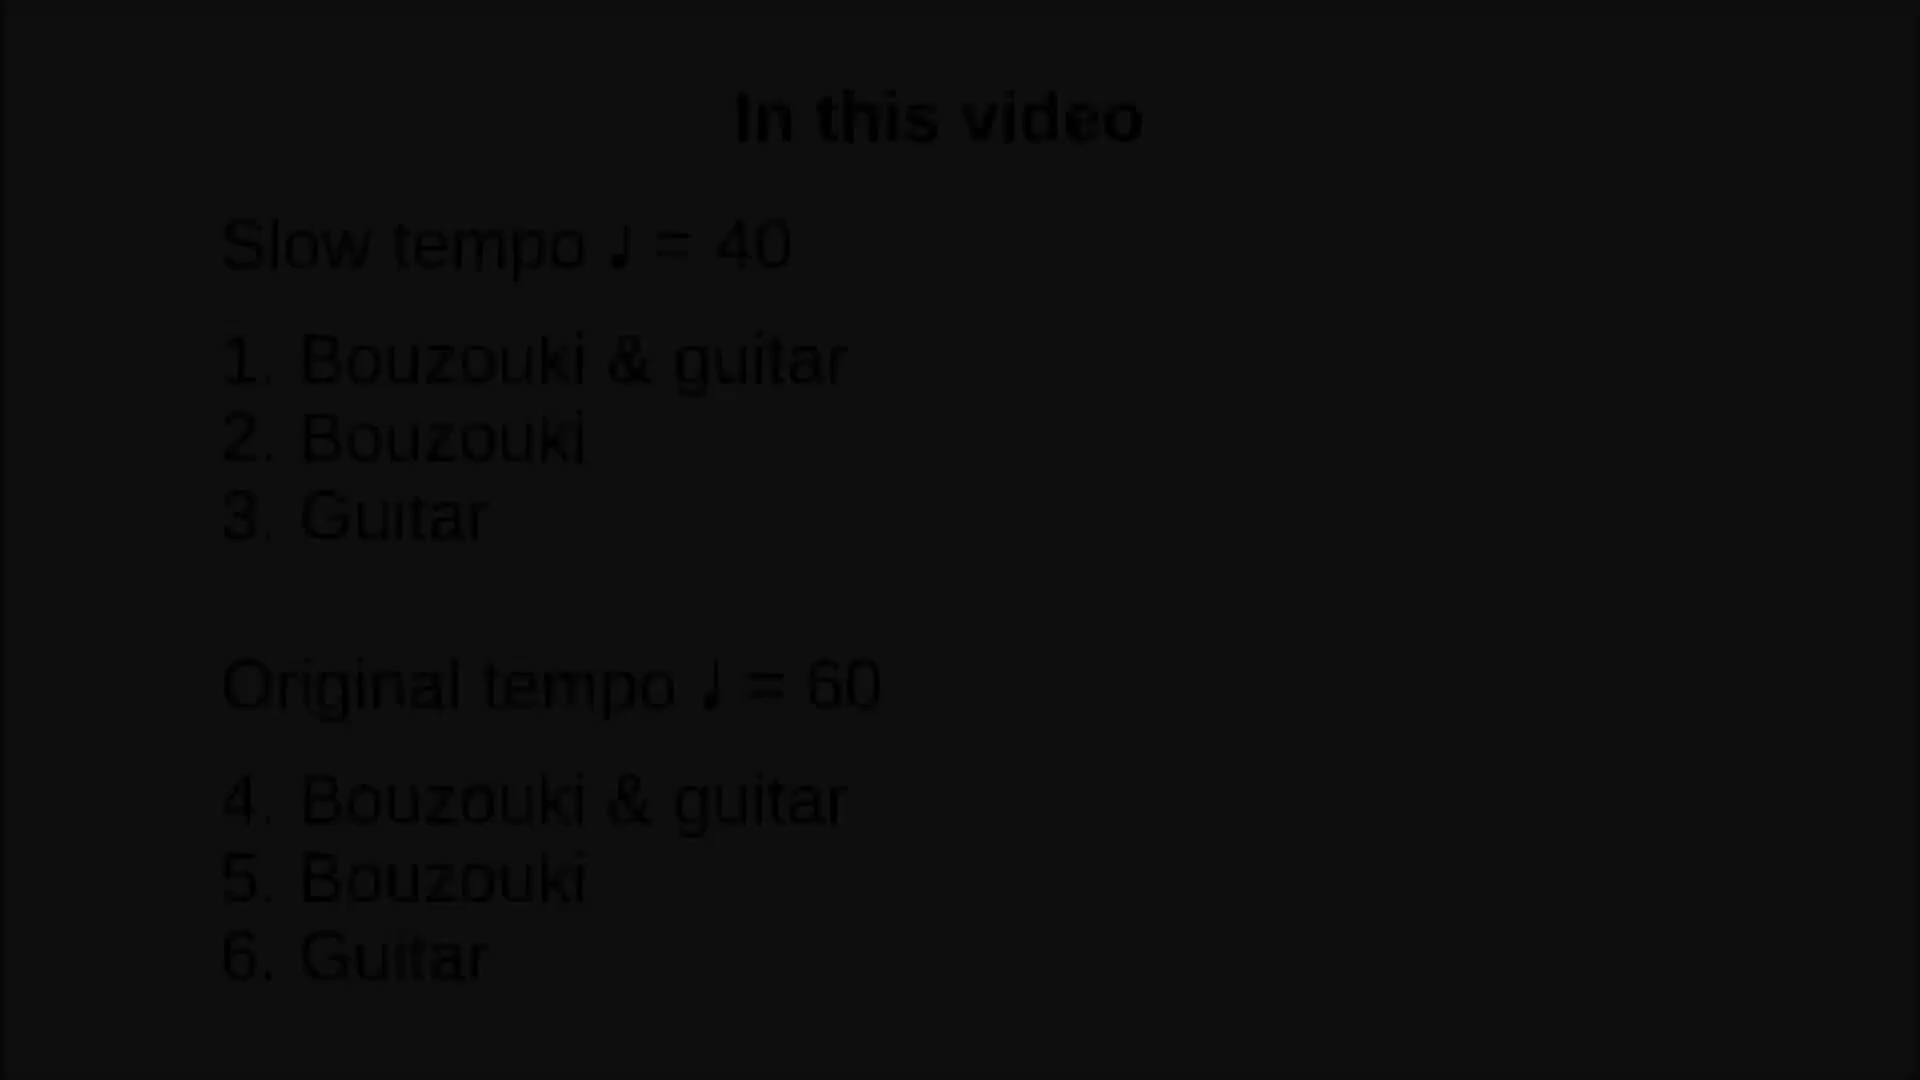 In this video
Slow tempo ♩ = 40
1. Bouzouki & guitar
2. Bouzouki
3. Guitar
Original tempo ♩ = 60
4. Bouzouki & guitar
5. Bouzouki
6. Guitar